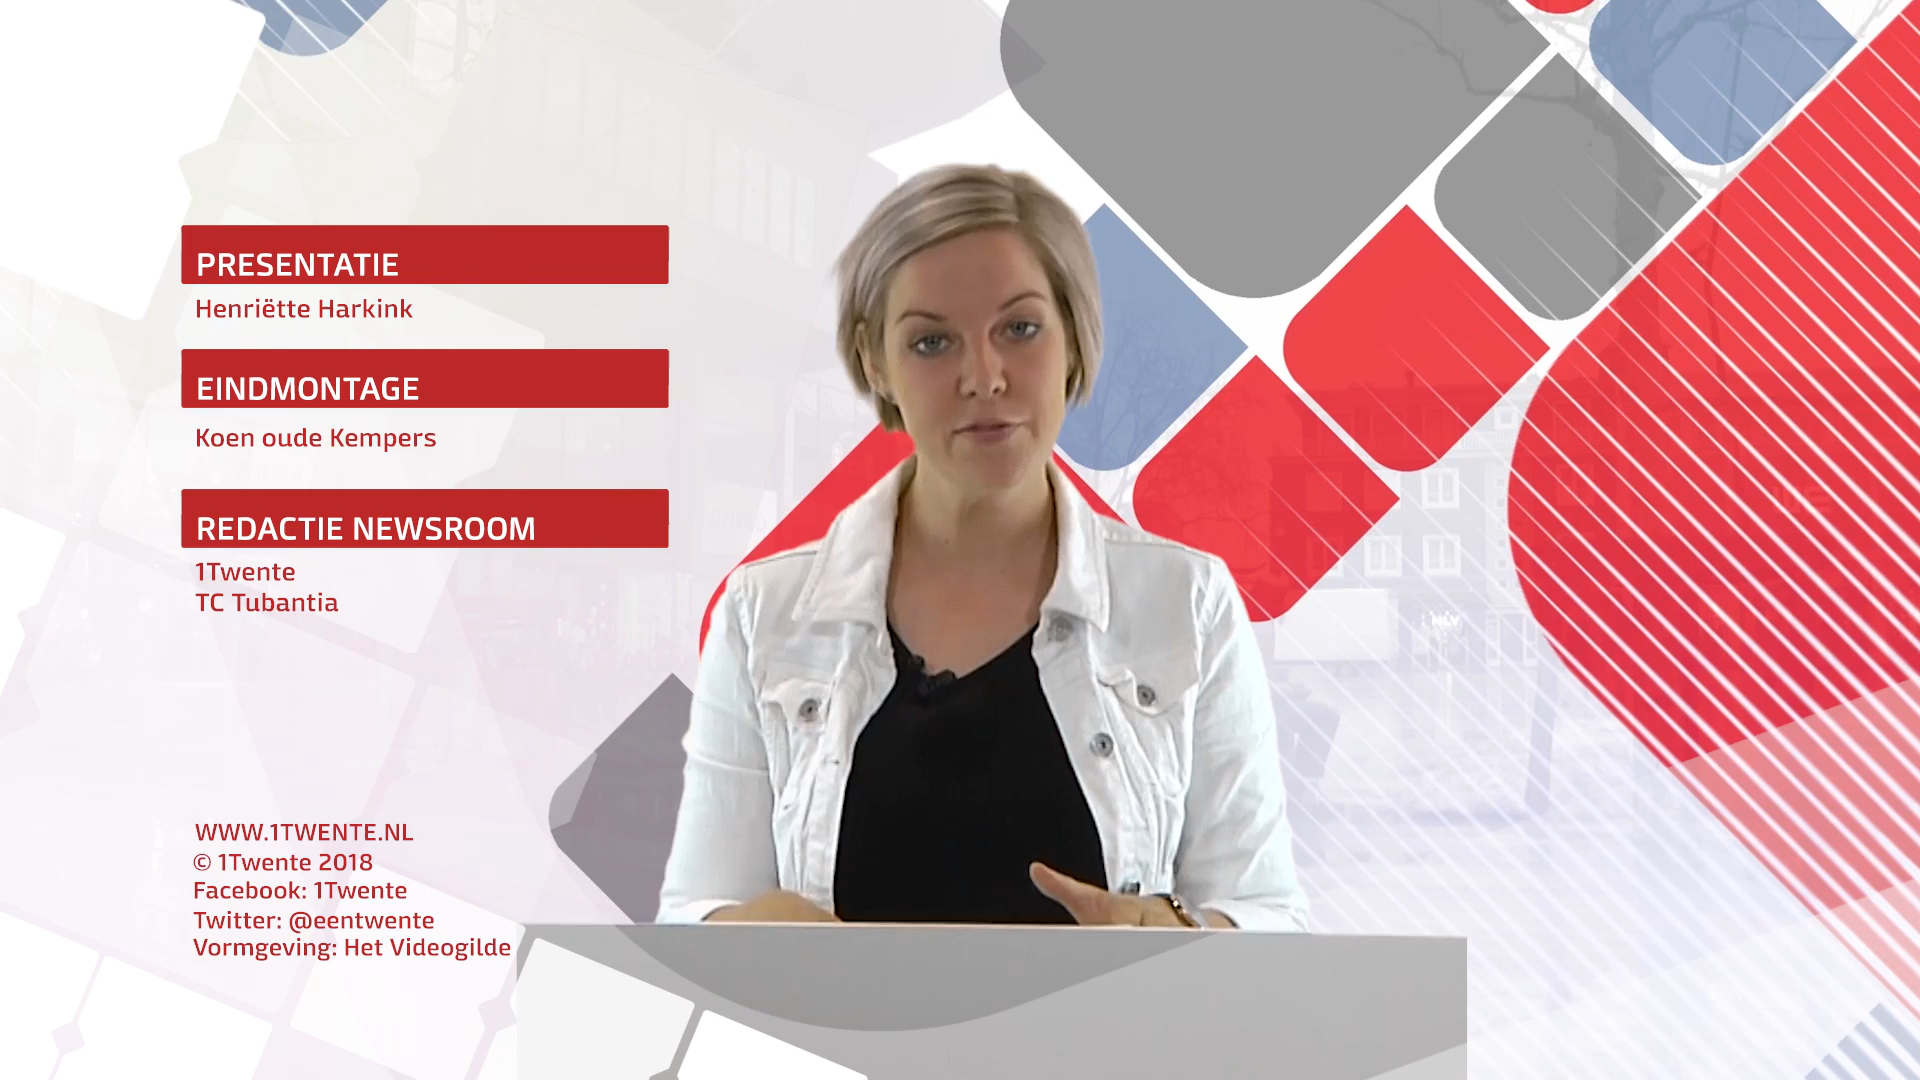 PRESENTATIE
Henriëtte Harkink
EINDMONTAGE
Koen oude Kempers
REDACTIE NEWSROOM
1Twente
TC Tubantia
WWW.1TWENTE.NL
© 1Twente 2018
Facebook: 1Twente
Twitter: @eentwente
Vormgeving: Het Videogilde